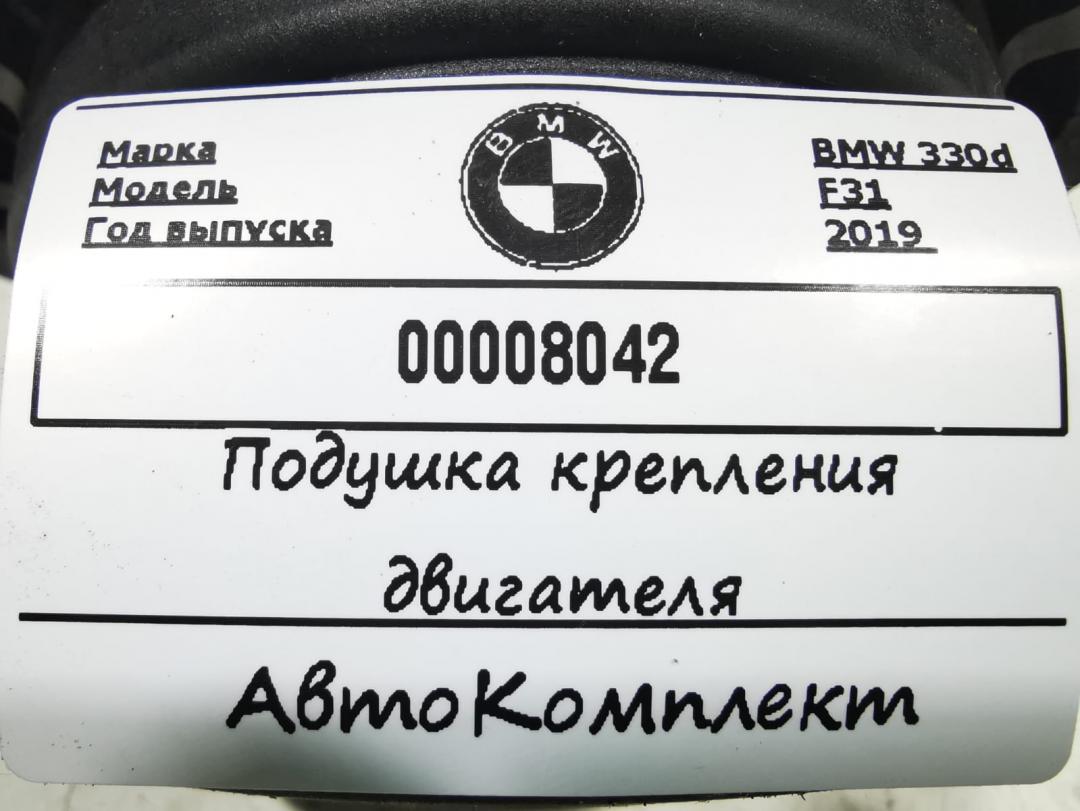 Марка BMW 330d
Модель F31
Год выпуска 2019
BMW
00008042
Подушка крепления
двигателя
АвтоКомплект